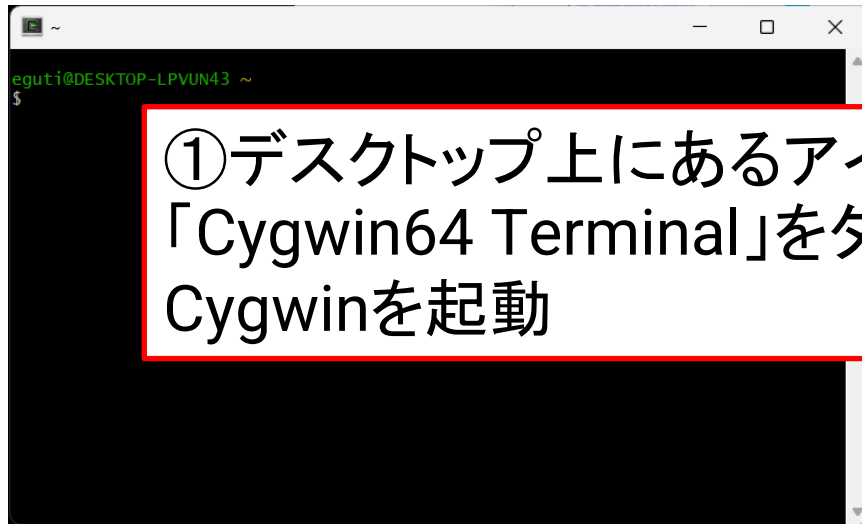 ~
eguti@DESKTOP-LPVUN43 ~
$
①デスクトップ上にあるア
「Cygwin64 Terminal」を
Cygwinを起動